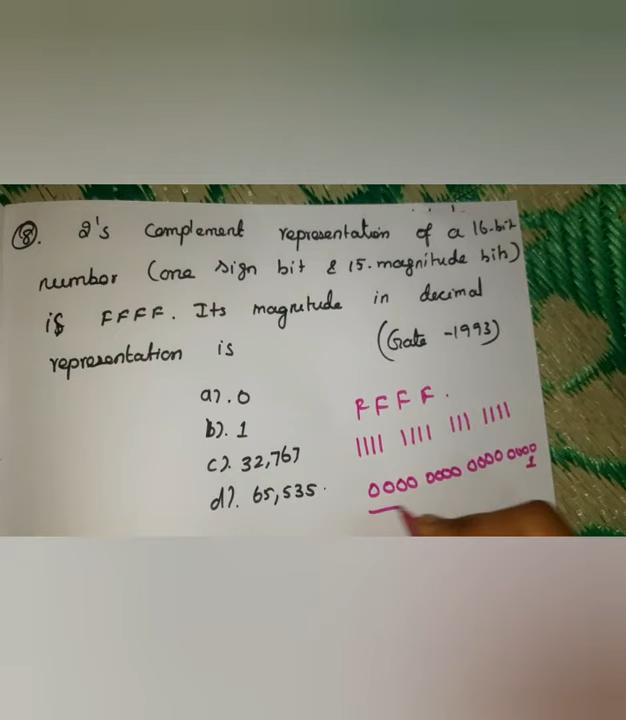 8. 2's complement representation of a 16-bit
number (one sign bit & 15. magnitude bits)
is FFFF. Its magnitude in decimal
representation is (Gate -1993)
a). 0
b). 1
c). 32,767
d). 65,535.
FFFF.
1111 1111 111 1111
0000 0000 0000 0000
1